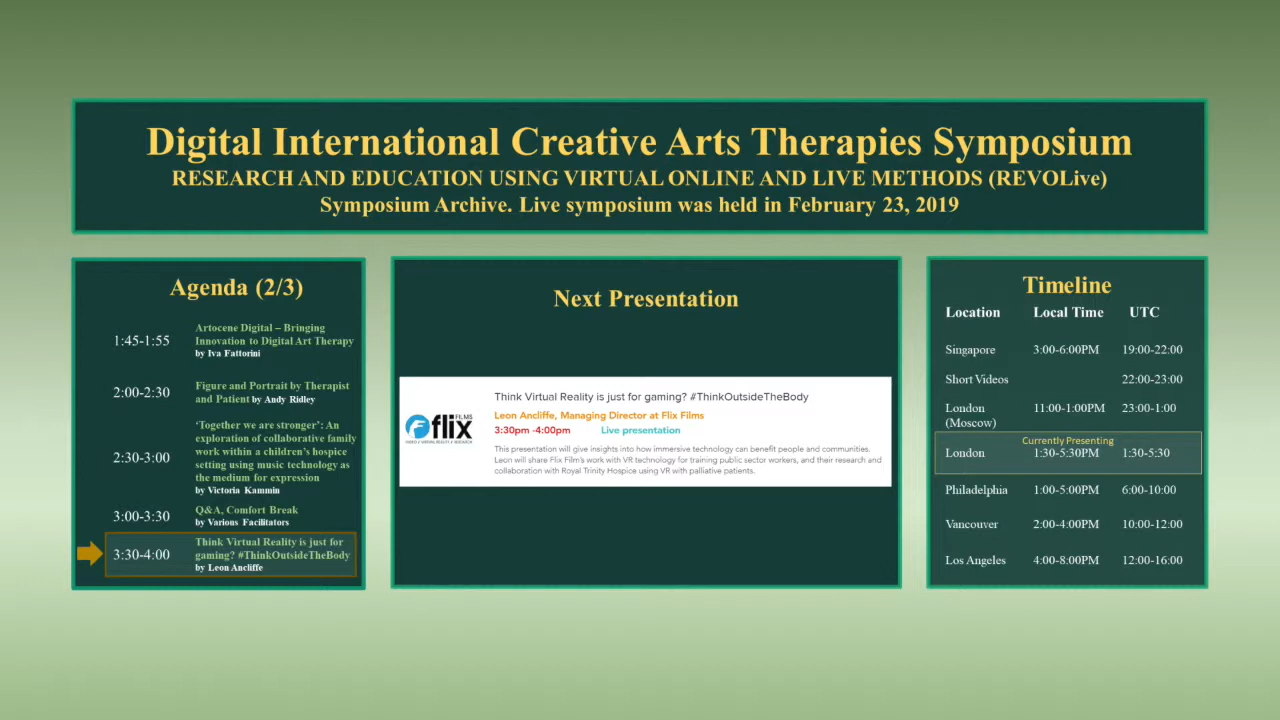 Digital International Creative Arts Therapies Symposium
RESEARCH AND EDUCATION USING VIRTUAL ONLINE AND LIVE METHODS (REVOLive)
Symposium Archive. Live symposium was held in February 23, 2019
Agenda (2/3)
1:45-1:55
Artocene Digital – Bringing
Innovation to Digital Art Therapy
by Iva Fattorini
2:00-2:30
Figure and Portrait by Therapist
and Patient by Andy Ridley
2:30-3:00
‘Together we are stronger’: An
exploration of collaborative family
work within a children’s hospice
setting using music technology as
the medium for expression
by Victoria Kammin
3:00-3:30
Q&A, Comfort Break
by Various Facilitators
3:30-4:00
Think Virtual Reality is just for
gaming? #ThinkOutsideTheBody
by Leon Ancliffe
Next Presentation
flix
FILMS
Think Virtual Reality is just for gaming? #ThinkOutsideTheBody
Leon Ancliffe, Managing Director at Flix Films
3:30pm -4:00pm Live presentation
This presentation will give insights into how immersive technology can benefit people and communities.
Leon will share Flix Film's work with VR technology for training public sector workers, and their research and
collaboration with Royal Trinity Hospice using VR with palliative patients.
Timeline
Location Local Time UTC
Singapore 3:00-6:00PM 19:00-22:00
Short Videos 22:00-23:00
London 11:00-1:00PM 23:00-1:00
(Moscow)
Currently Presenting
London 1:30-5:30PM 1:30-5:30
Philadelphia 1:00-5:00PM 6:00-10:00
Vancouver 2:00-4:00PM 10:00-12:00
Los Angeles 4:00-8:00PM 12:00-16:00